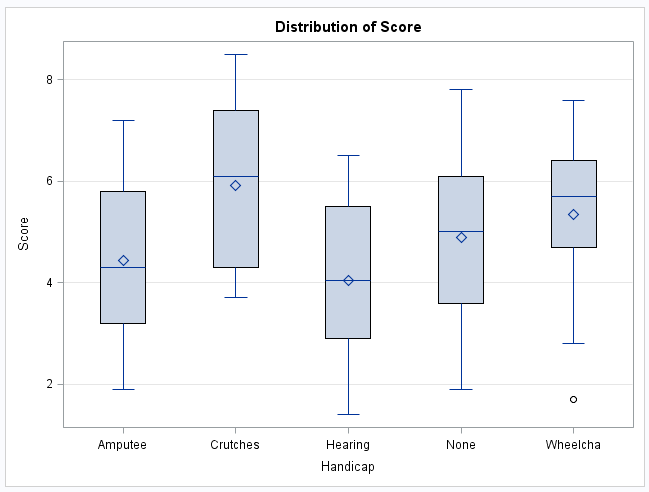 Distribution of Score
8
6
4
2
Score
Amputee Crutches Hearing None Wheelcha
Handicap